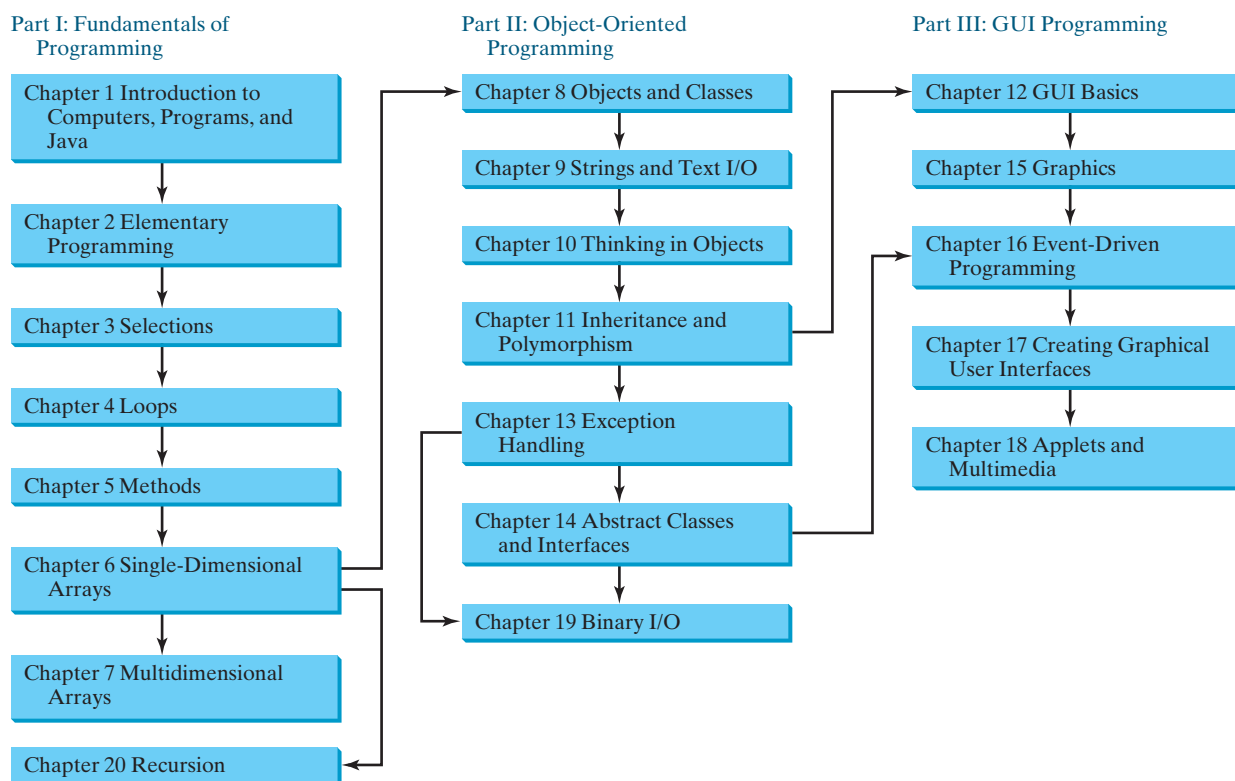 Part I: Fundamentals of
Programming
Chapter 1 Introduction to
Computers, Programs, and
Java
Chapter 2 Elementary
Programming
Chapter 3 Selections
Chapter 4 Loops
Chapter 5 Methods
Chapter 6 Single-Dimensional
Arrays
Chapter 7 Multidimensional
Arrays
Chapter 20 Recursion
Part II: Object-Oriented
Programming
Chapter 8 Objects and Classes
Chapter 9 Strings and Text I/O
Chapter 10 Thinking in Objects
Chapter 11 Inheritance and
Polymorphism
Chapter 13 Exception
Handling
Chapter 14 Abstract Classes
and Interfaces
Chapter 19 Binary I/O
Part III: GUI Programming
Chapter 12 GUI Basics
Chapter 15 Graphics
Chapter 16 Event-Driven
Programming
Chapter 17 Creating Graphical
User Interfaces
Chapter 18 Applets and
Multimedia